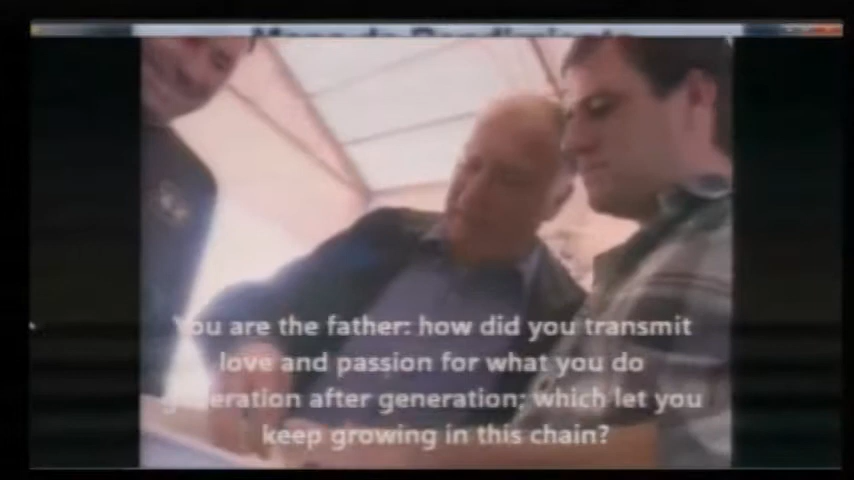 You are the father: how did you transmit
love and passion for what you do
generation after generation; which let you
keep growing in this chain?